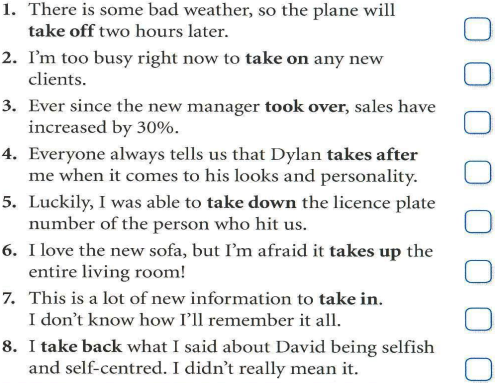 1. There is some bad weather, so the plane will
take off two hours later.
2. I'm too busy right now to take on any new
clients.
3. Ever since the new manager took over, sales have
increased by 30%.
4. Everyone always tells us that Dylan takes after
me when it comes to his looks and personality.
5. Luckily, I was able to take down the licence plate
number of the person who hit us.
6. I love the new sofa, but I'm afraid it takes up the
entire living room!
7. This is a lot of new information to take in.
I don't know how I'll remember it all.
8. I take back what I said about David being selfish
and self-centred. I didn't really mean it.